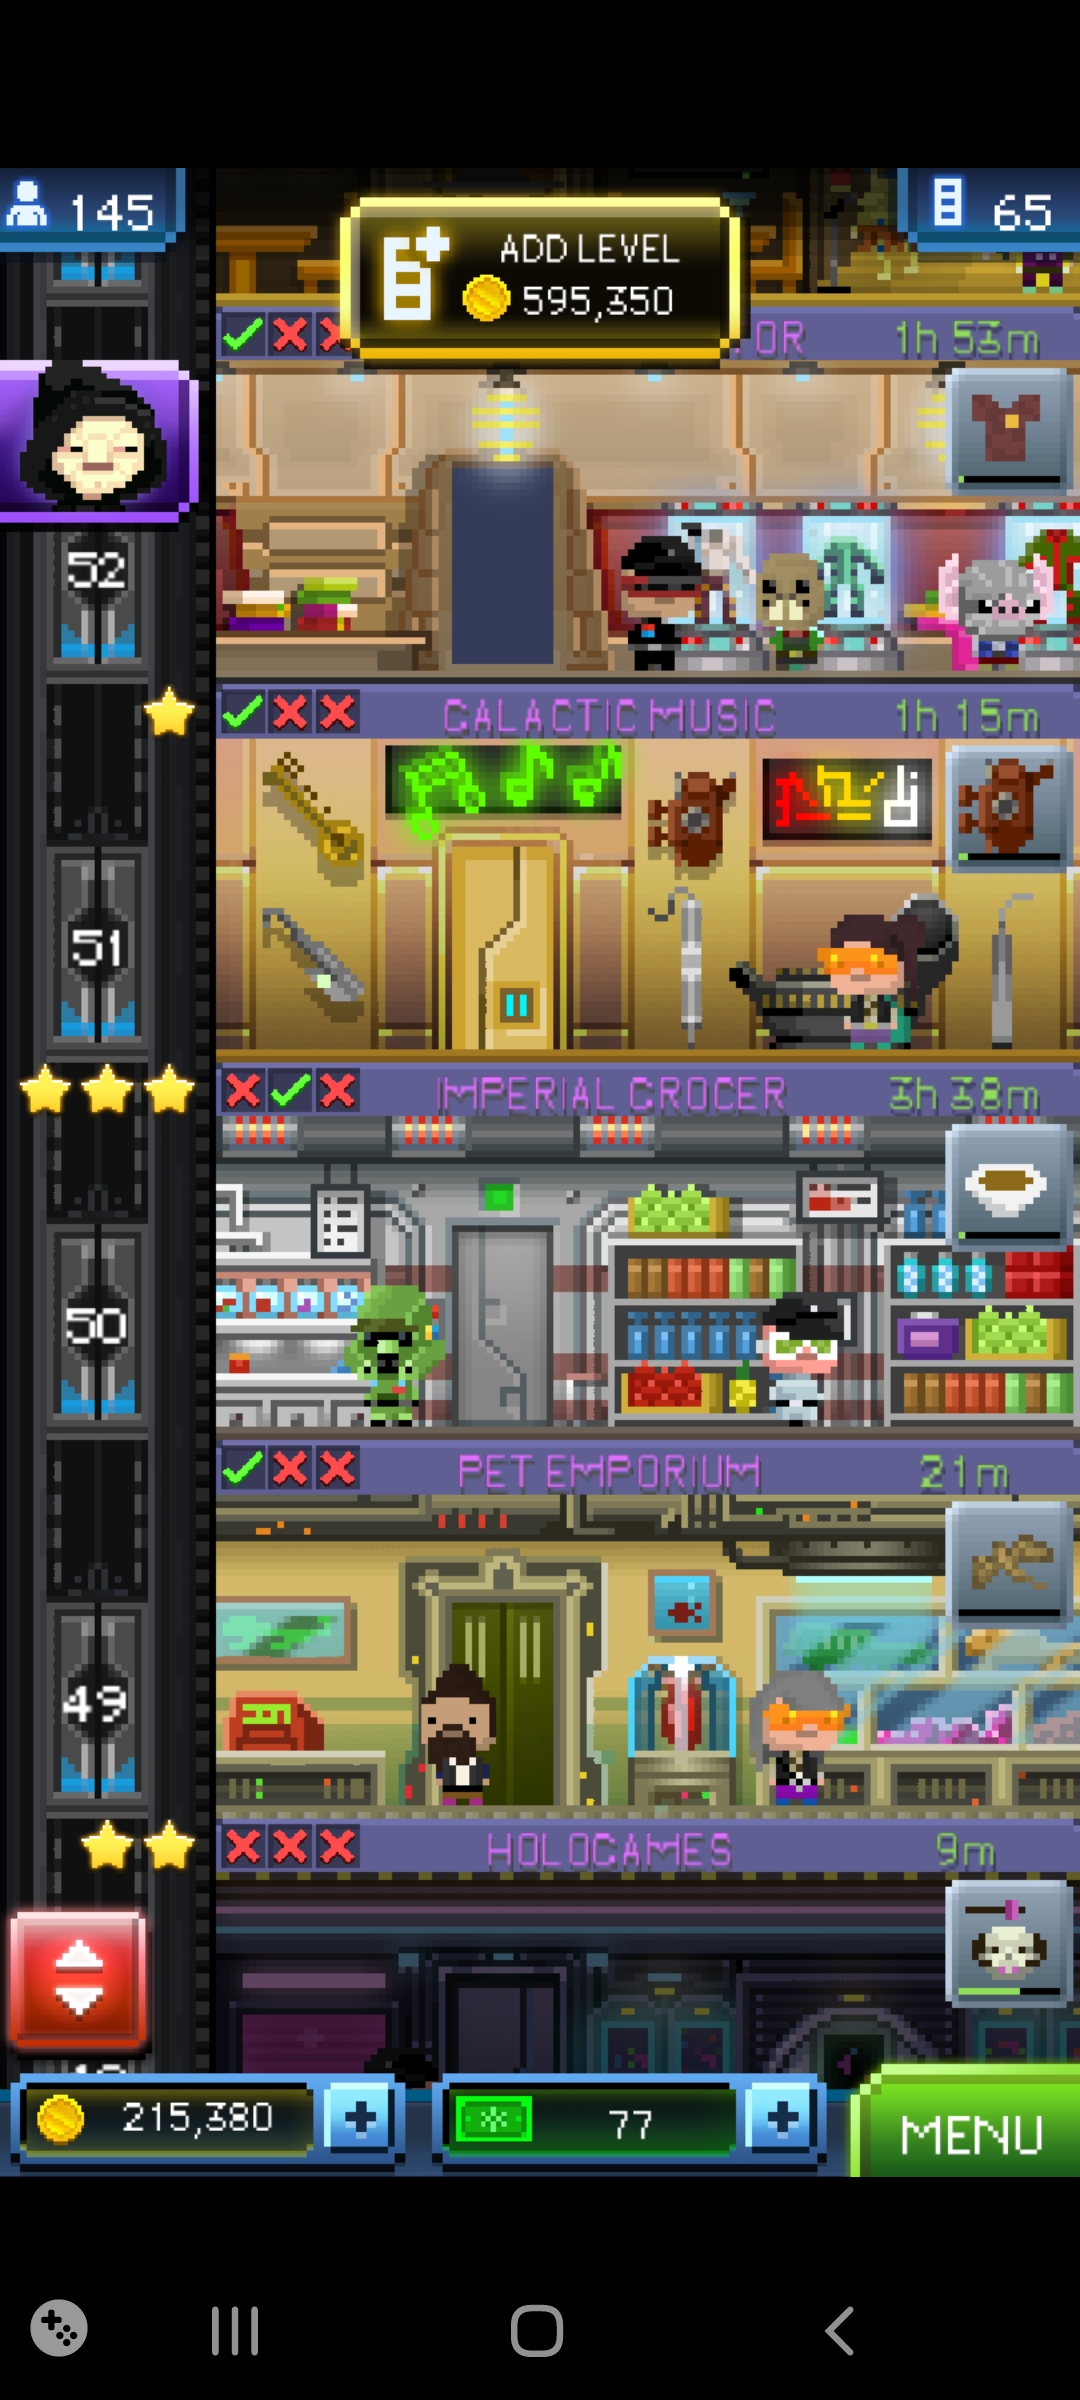 145
65
ADD LEVEL
595,350
OR 1h 53m
52
GALACTIC MUSIC 1h 15m
51
IMPERIAL GROCER 3h 38m
50
PET EMPORIUM 21m
49
HOLOGAMES 9m
215,380
77
MENU